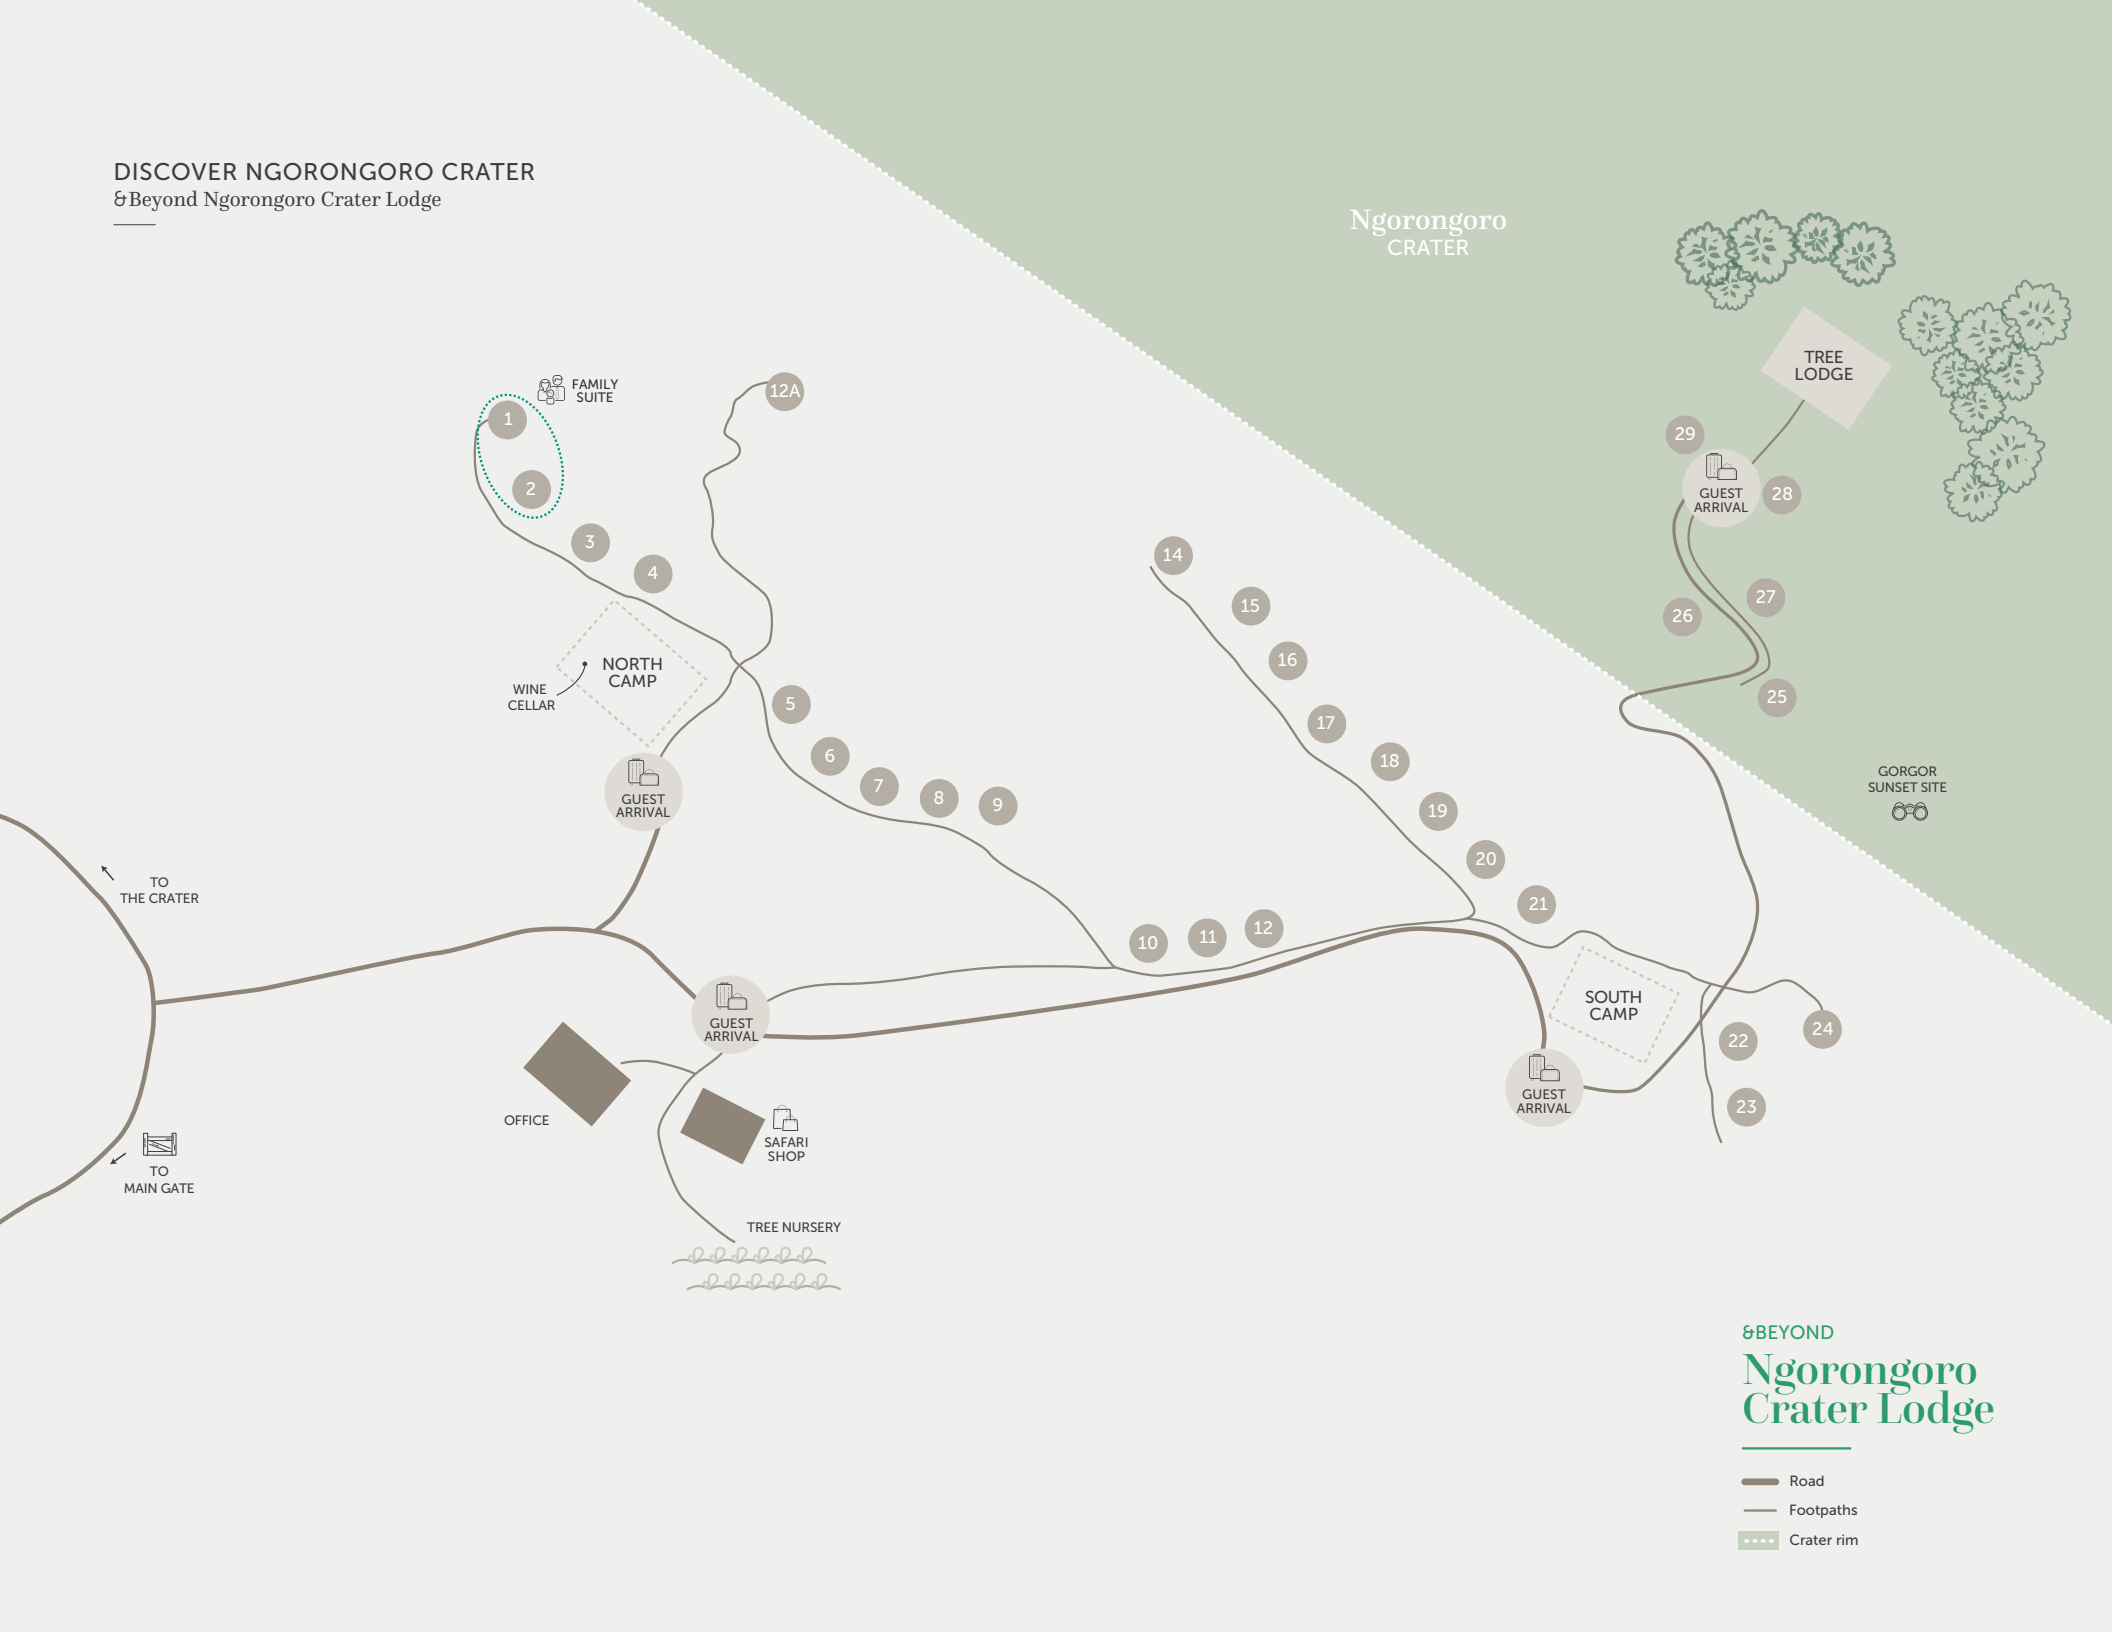 DISCOVER NGORONGORO CRATER
&Beyond Ngorongoro Crater Lodge
Ngorongoro
CRATER
TREE
LODGE
29
GUEST
ARRIVAL
28
27
26
25
GORGOR
SUNSET SITE
FAMILY
SUITE
1
2
3
4
12A
NORTH
CAMP
WINE
CELLAR
GUEST
ARRIVAL
5
6
7
8
9
10
11
12
14
15
16
17
18
19
20
21
SOUTH
CAMP
22
23
24
GUEST
ARRIVAL
TO
THE CRATER
TO
MAIN GATE
GUEST
ARRIVAL
OFFICE
SAFARI
SHOP
TREE NURSERY
&BEYOND
Ngorongoro
Crater Lodge
Road
Footpaths
Crater rim